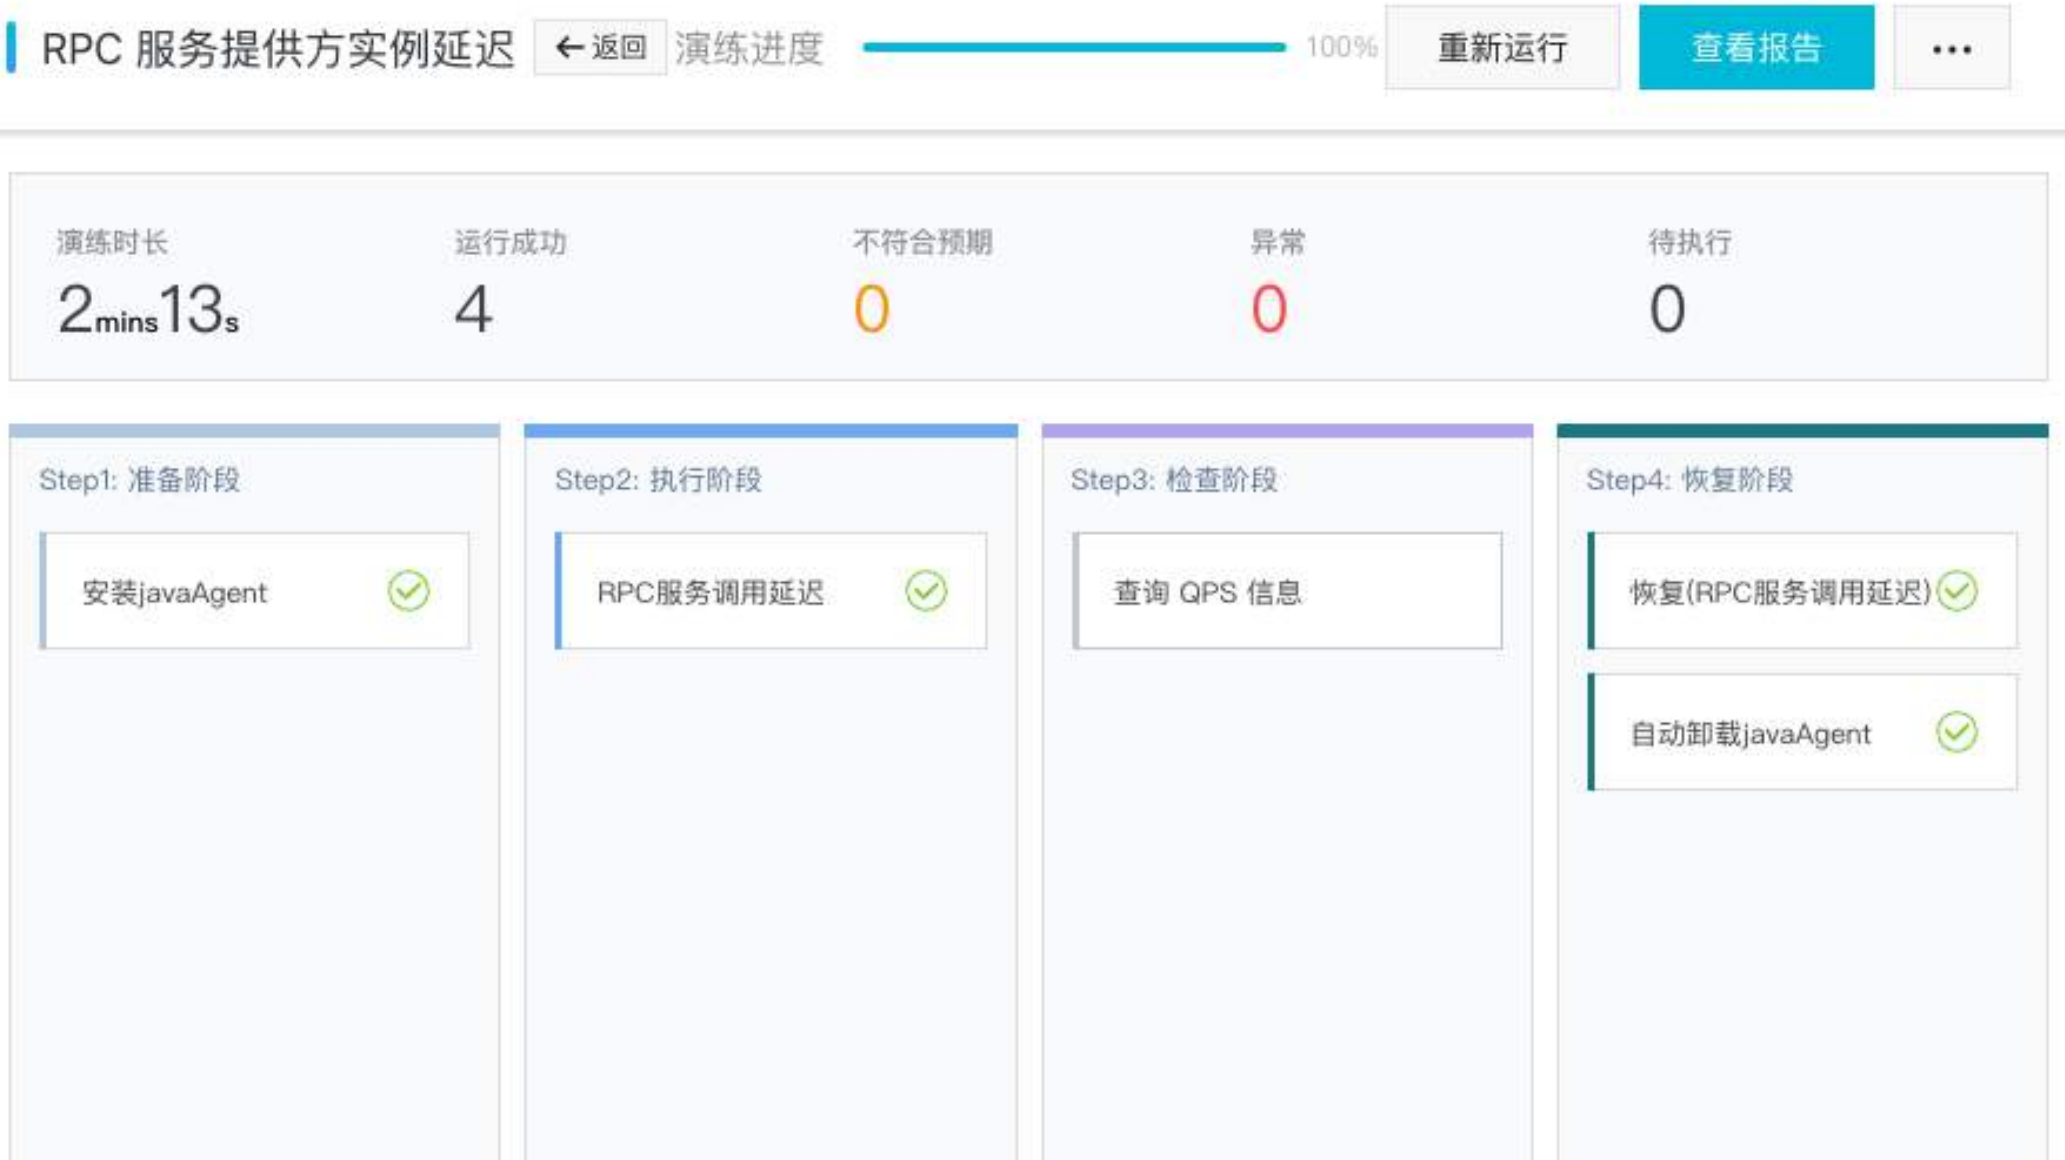 RPC 服务提供方实例延迟 ←返回 演练进度 100% 重新运行 查看报告 •••
演练时长 运行成功 不符合预期 异常 待执行
2mins13s 4 0 0 0
Step1: 准备阶段
安装javaAgent
Step2: 执行阶段
RPC服务调用延迟
Step3: 检查阶段
查询 QPS 信息
Step4: 恢复阶段
恢复(RPC服务调用延迟)
自动卸载javaAgent